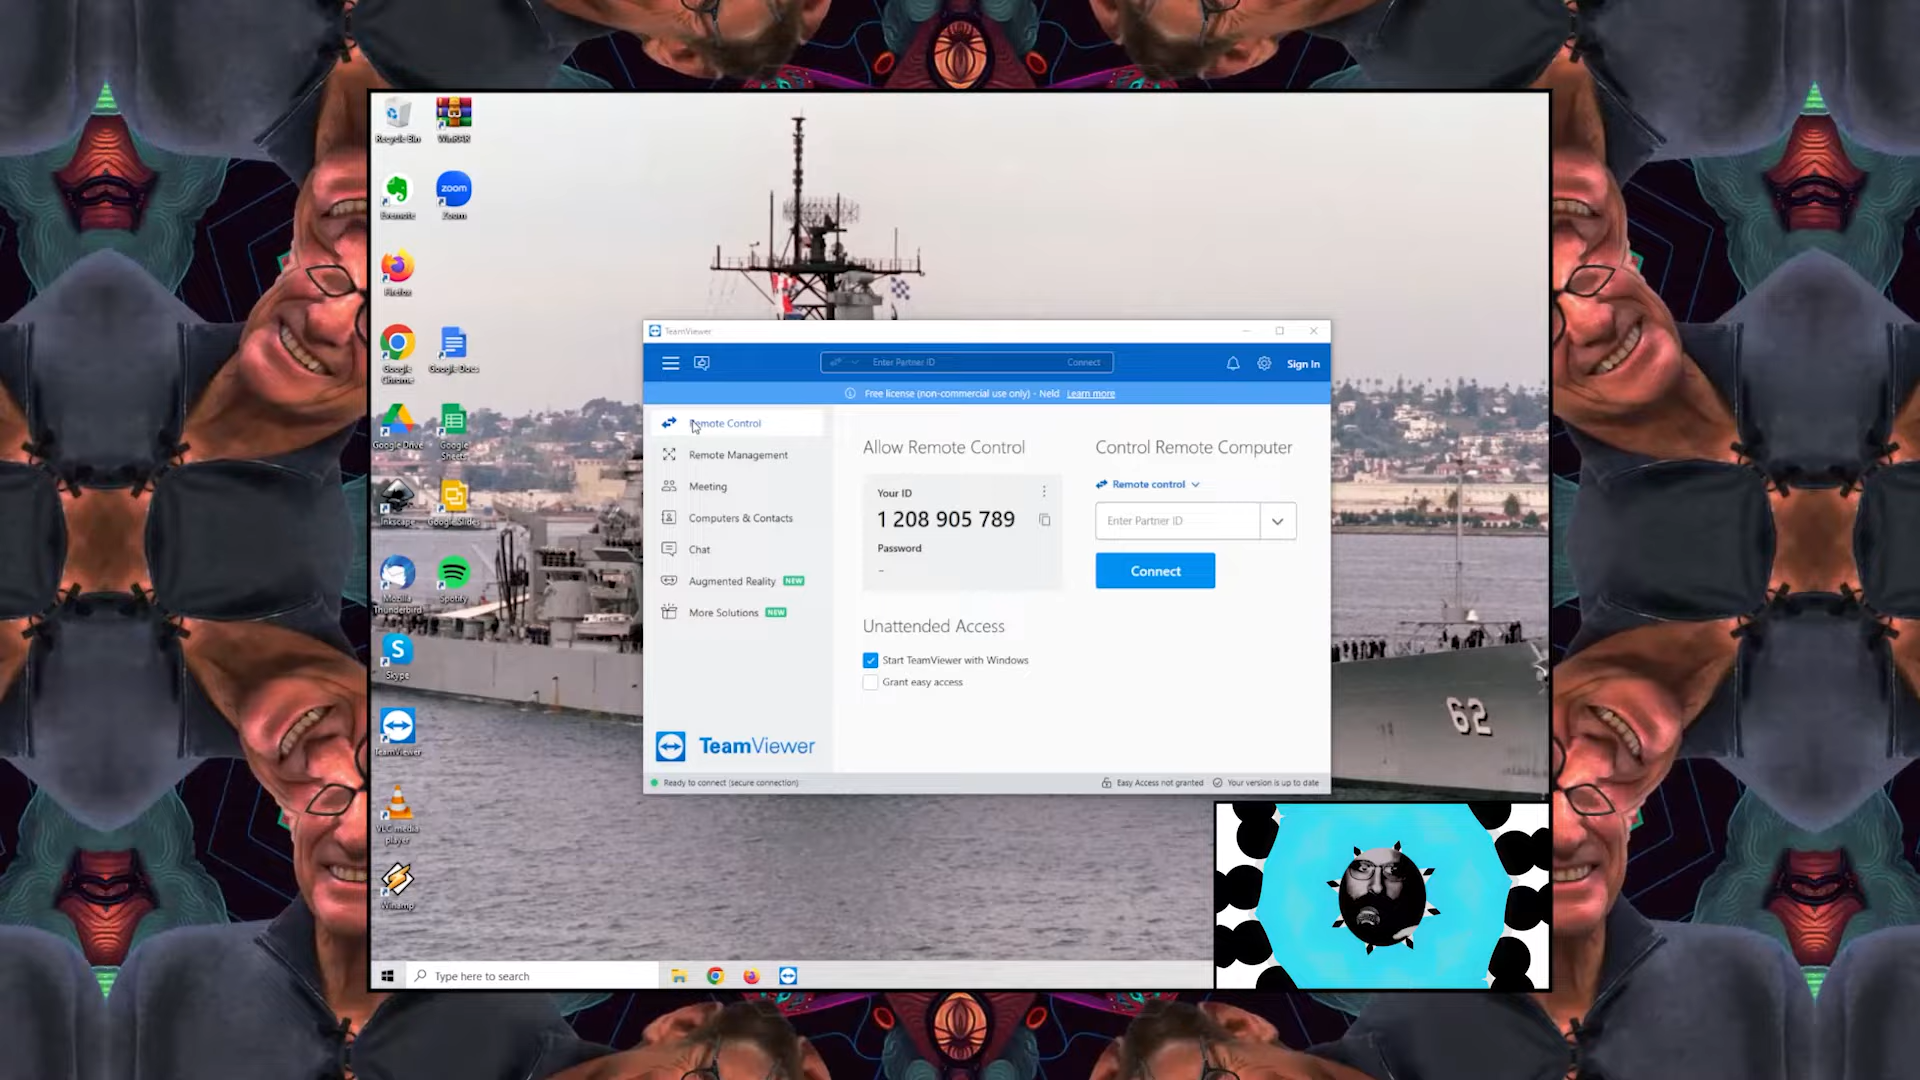 Recycle Bin
WinRAR
Evernote
zoom
Zoom
Firefox
Google
Chrome
Google Docs
Google Drive
Google
Sheets
Inkscape
Google Slides
Mozilla
Thunderbird
Spotify
S
Skype
TeamViewer
VLC media
player
Winamp
TeamViewer
Enter Partner ID
Connect
Sign In
Free license (non-commercial use only) - Neld Learn more
Remote Control
Remote Management
Meeting
Computers & Contacts
Chat
Augmented Reality NEW
More Solutions NEW
TeamViewer
Allow Remote Control
Your ID
1 208 905 789
Password
–
Unattended Access
Start TeamViewer with Windows
Grant easy access
Control Remote Computer
Remote control
Enter Partner ID
Connect
Ready to connect (secure connection)
Easy Access not granted
Your version is up to date
62
Type here to search